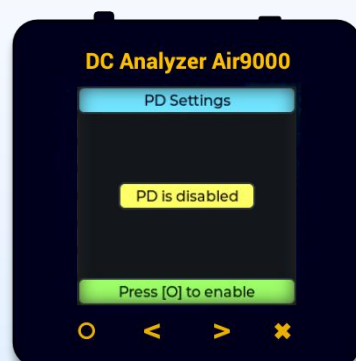 DC Analyzer Air9000
PD Settings
PD is disabled
Press [O] to enable
O < > ✖